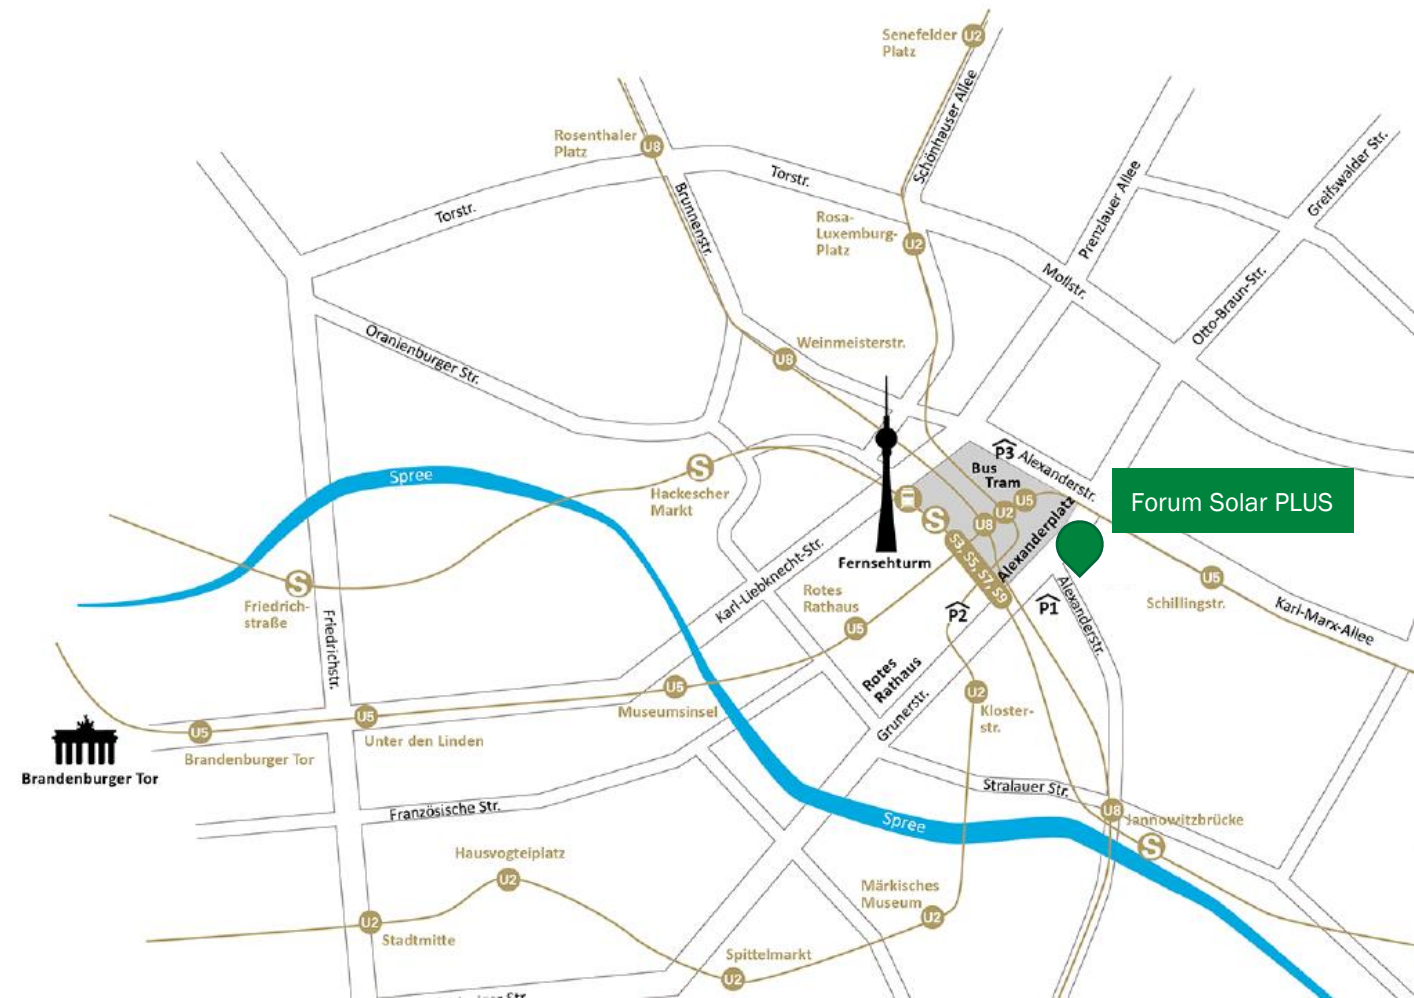 Senefelder
Platz
U2
Schönhauser Allee
Rosenthaler
Platz
U8
Torstr.
Torstr.
Brunnenstr.
Prenzlauer Allee
Greifswalder Str.
Rosa-
Luxemburg-
Platz
U2
Mollstr.
Otto-Braun-Str.
Oranienburger Str.
Weinmeisterstr.
U8
P3
Alexanderstr.
Bus
Tram
Spree
S
Hackescher
Markt
S
U8
U2
U5
Alexanderplatz
S3, S5, S7, S9
Forum Solar PLUS
Fernsehturm
Karl-Liebknecht-Str.
S
Friedrich-
straße
Friedrichstr.
Rotes
Rathaus
U5
P2
P1
Alexanderstr.
U5
Schillingstr.
Karl-Marx-Allee
Rotes
Rathaus
Grunerstr.
U2
Kloster-
str.
U5
Museumsinsel
U5
Unter den Linden
U5
Brandenburger Tor
Brandenburger Tor
Französische Str.
Stralauer Str.
Spree
U8
Jannowitzbrücke
S
Hausvogteiplatz
U2
Märkisches
Museum
U2
U2
Stadtmitte
Spittelmarkt
U2